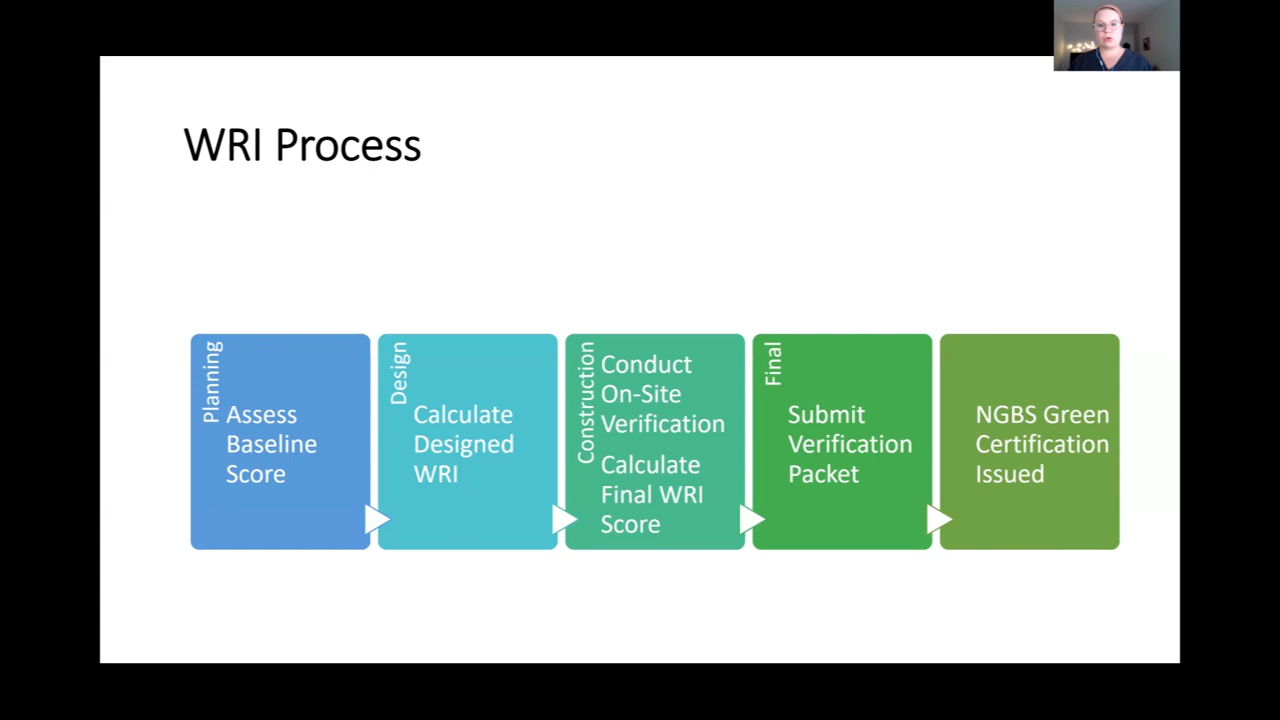 WRI Process
Planning
Assess
Baseline
Score
Design
Calculate
Designed
WRI
Construction
Conduct
On-Site
Verification
Calculate
Final WRI
Score
Final
Submit
Verification
Packet
NGBS Green
Certification
Issued